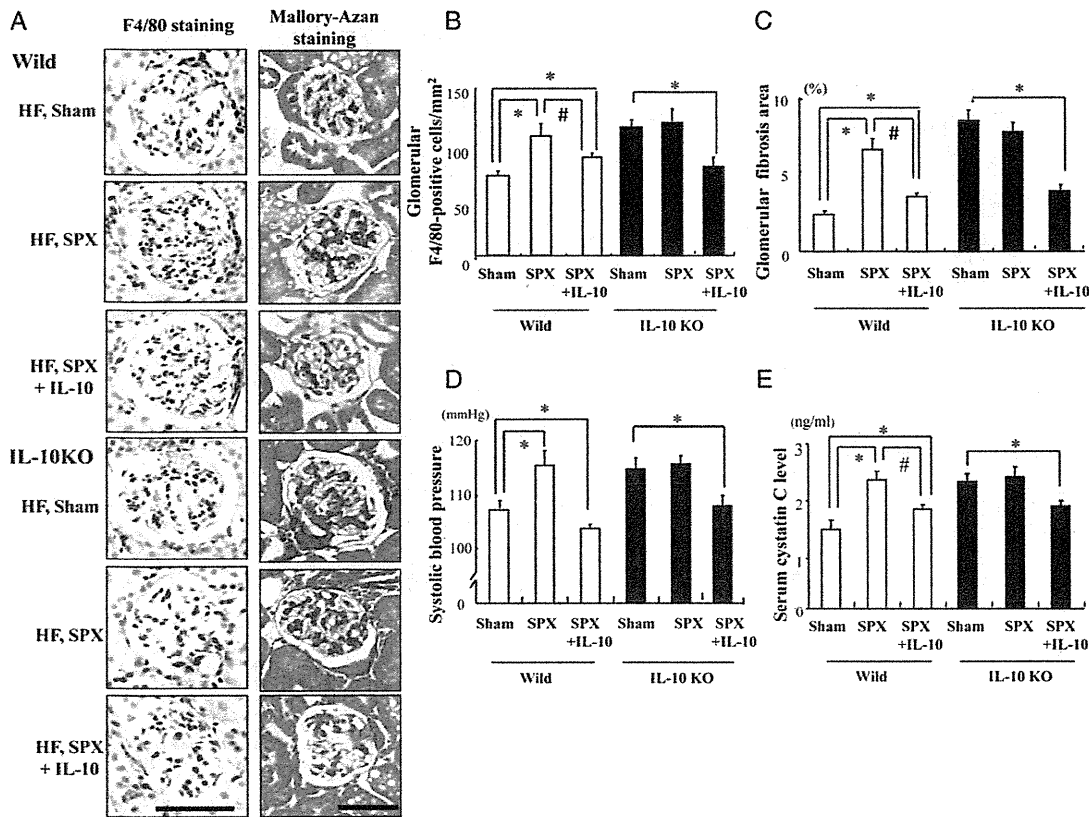 A
F4/80 staining
Mallory-Azan
staining
Wild
HF, Sham
HF, SPX
HF, SPX
+ IL-10
IL-10KO
HF, Sham
HF, SPX
HF, SPX
+ IL-10
B
Glomerular
F4/80-positive cells/mm²
150
100
50
0
*
*
#
*
Sham
SPX
SPX
+IL-10
Sham
SPX
SPX
+IL-10
Wild
IL-10 KO
C
(%)
Glomerular fibrosis area
10
5
0
*
*
#
*
Sham
SPX
SPX
+IL-10
Sham
SPX
SPX
+IL-10
Wild
IL-10 KO
D
(mmHg)
Systolic blood pressure
120
110
100
0
*
*
*
Sham
SPX
SPX
+IL-10
Sham
SPX
SPX
+IL-10
Wild
IL-10 KO
E
(ng/ml)
Serum cystatin C level
3
2
1
0
*
*
#
*
Sham
SPX
SPX
+IL-10
Sham
SPX
SPX
+IL-10
Wild
IL-10 KO